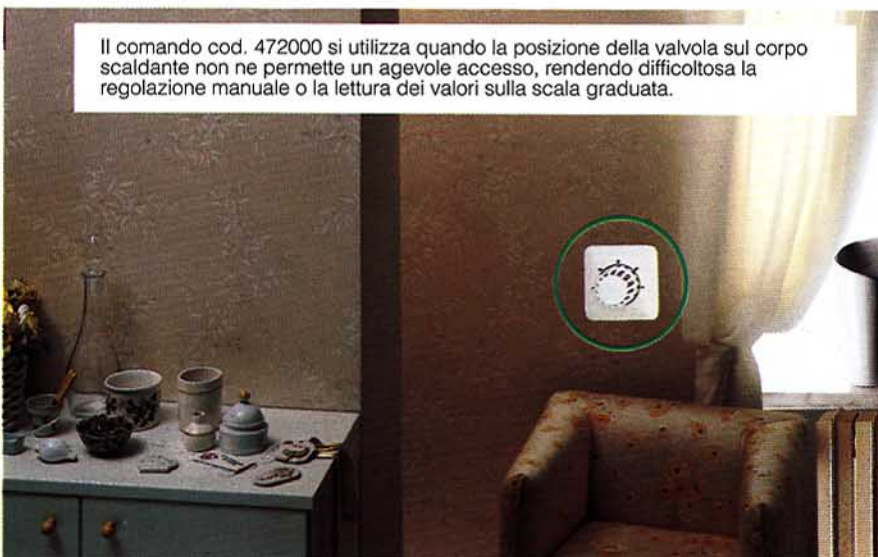 Il comando cod. 472000 si utilizza quando la posizione della valvola sul corpo
scaldante non ne permette un agevole accesso, rendendo difficoltosa la
regolazione manuale o la lettura dei valori sulla scala graduata.